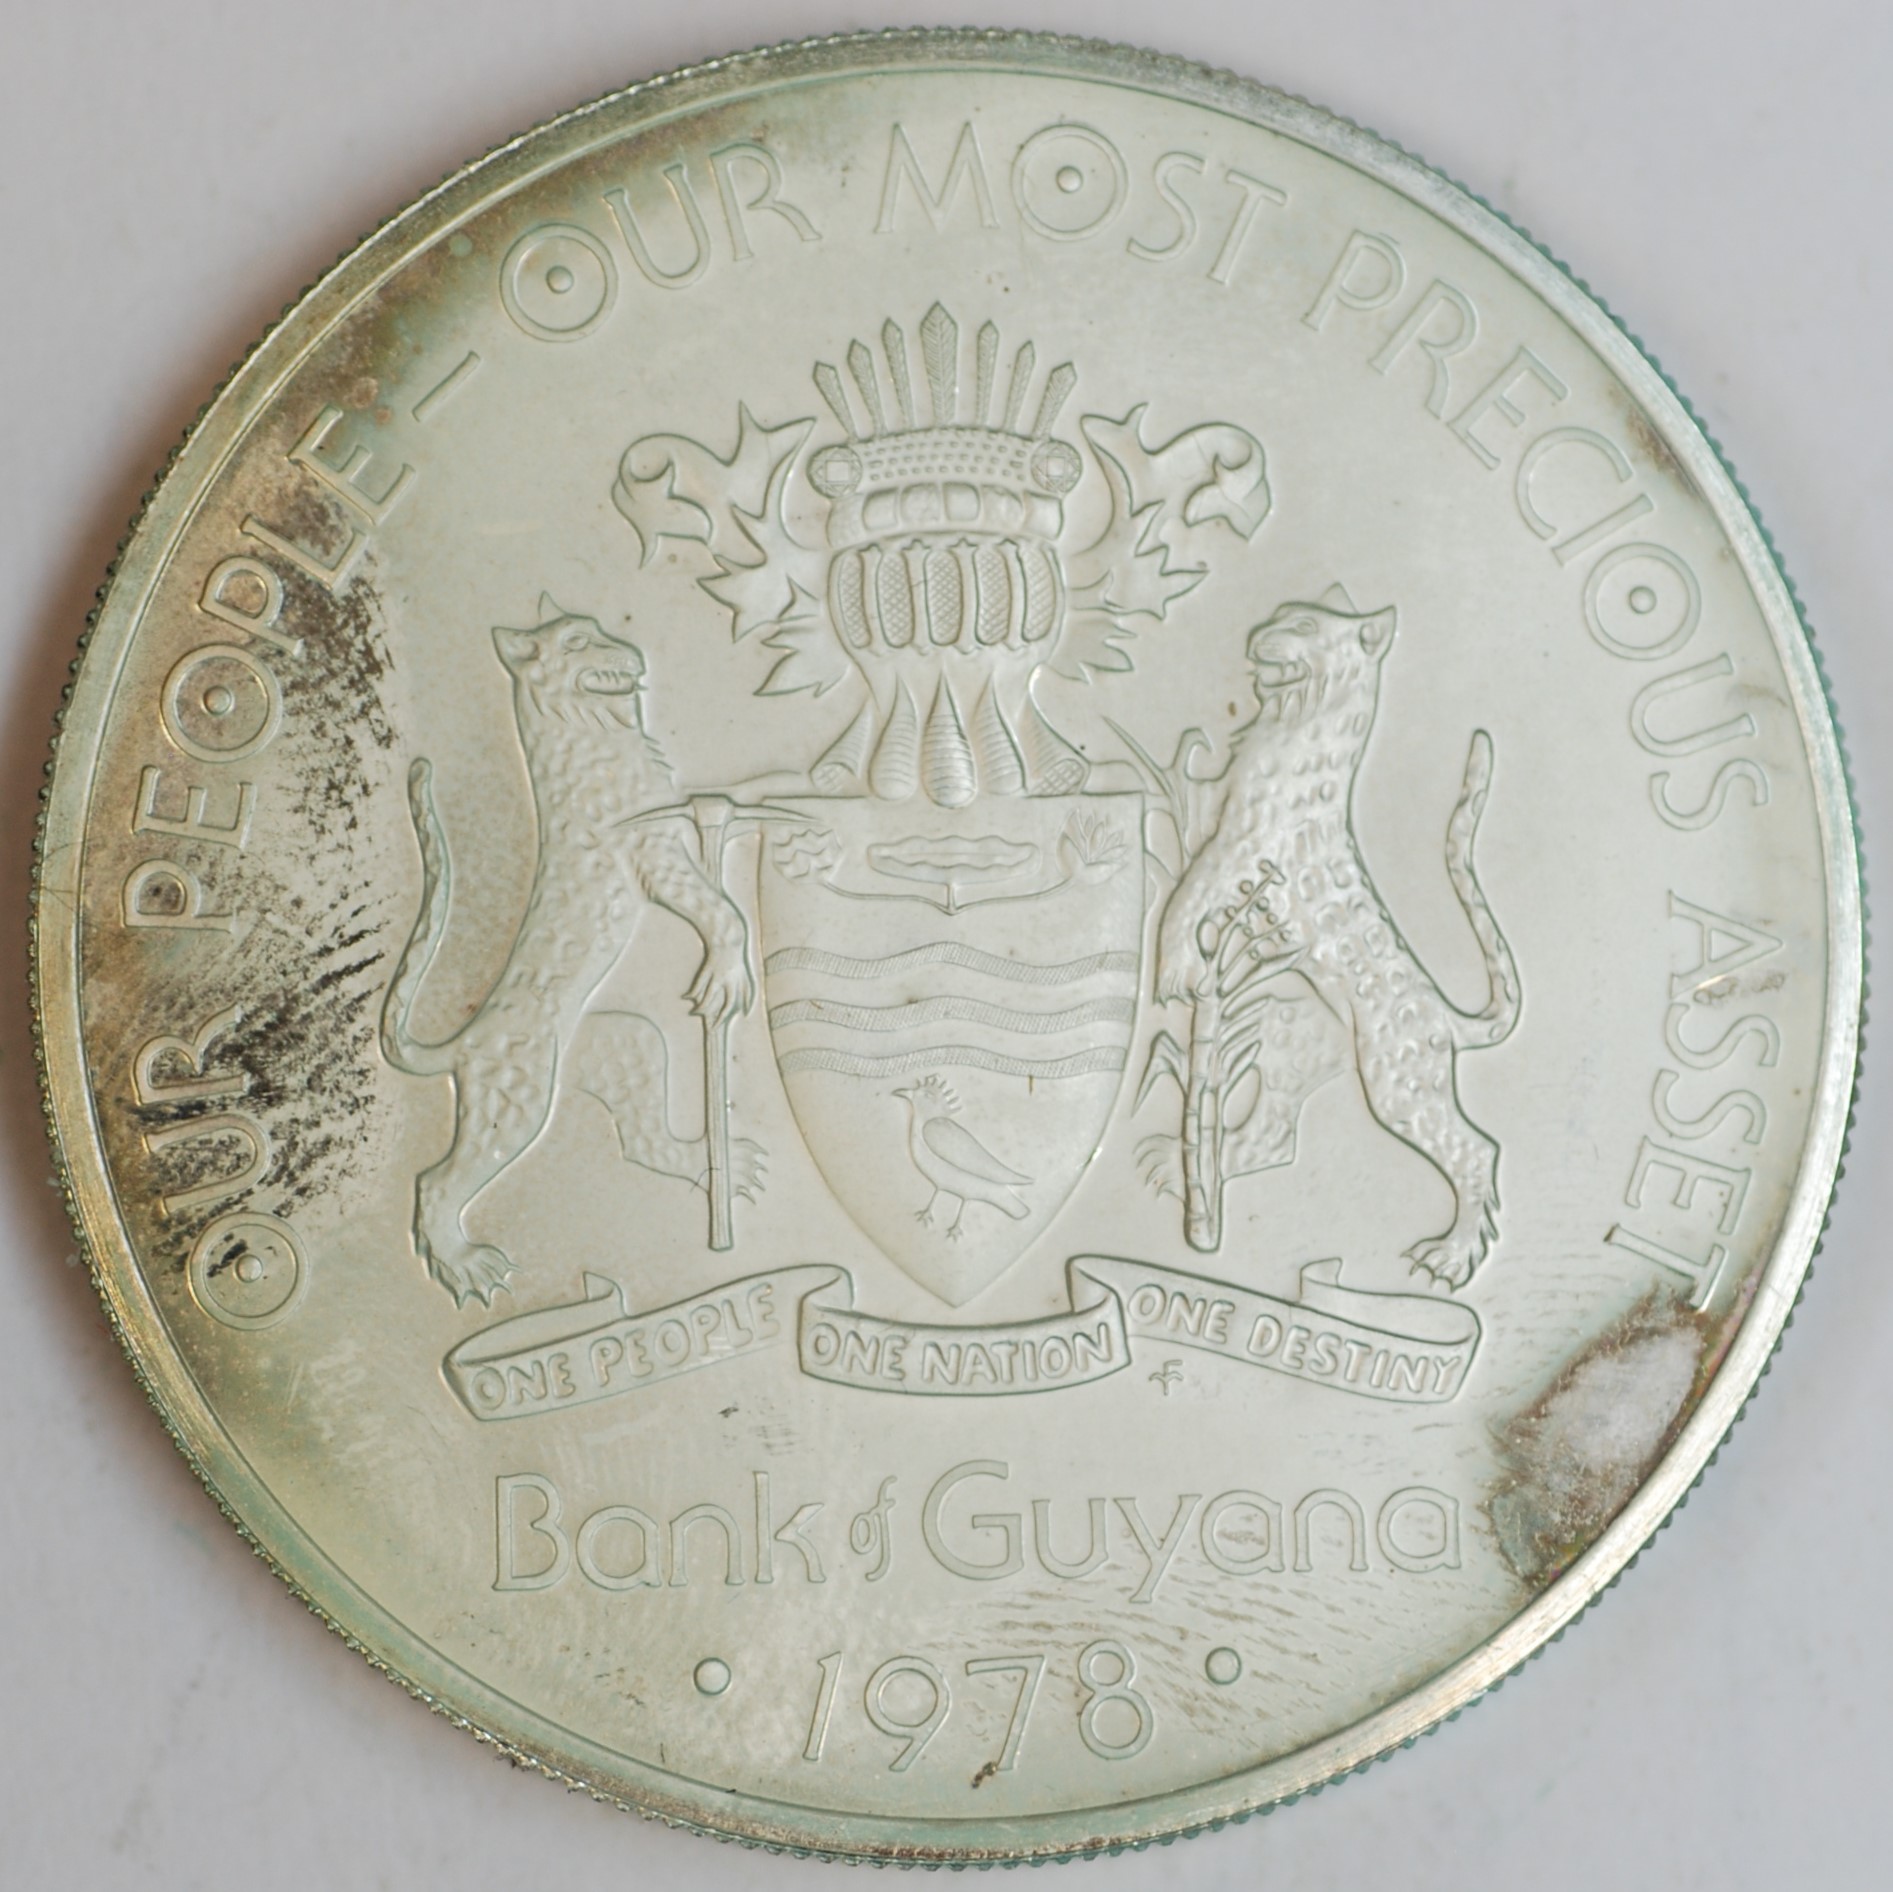 OUR PEOPLE - OUR MOST PRECIOUS ASSET
ONE PEOPLE ONE NATION ONE DESTINY
Bank of Guyana
• 1978 •